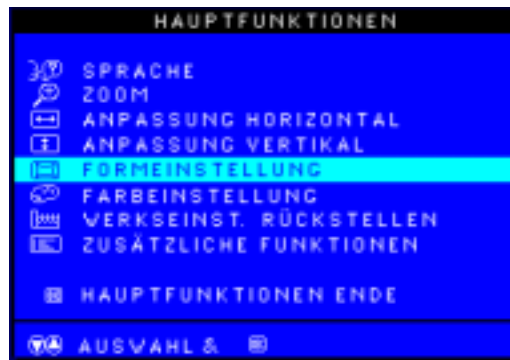 HAUPTFUNKTIONEN
SPRACHE
ZOOM
ANPASSUNG HORIZONTAL
ANPASSUNG VERTIKAL
FORMEINSTELLUNG
FARBEINSTELLUNG
WERKSEINST. RÜCKSTELLEN
ZUSÄTZLICHE FUNKTIONEN
HAUPTFUNKTIONEN ENDE
AUSWAHL &